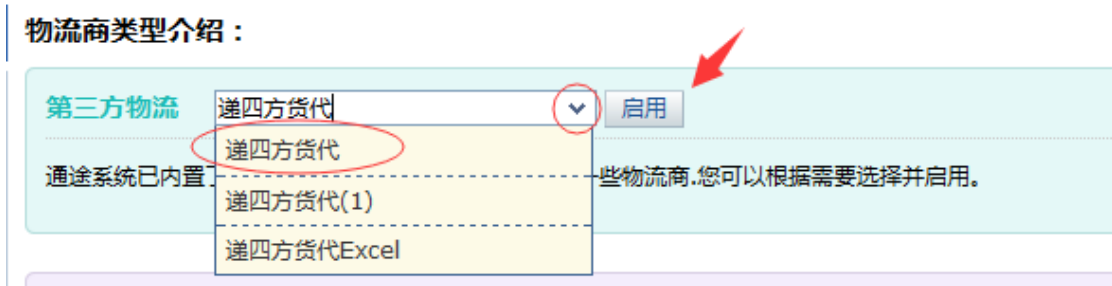 物流商类型介绍：
第三方物流 递四方货代 启用
递四方货代
通途系统已内置 些物流商.您可以根据需要选择并启用。
递四方货代(1)
递四方货代Excel